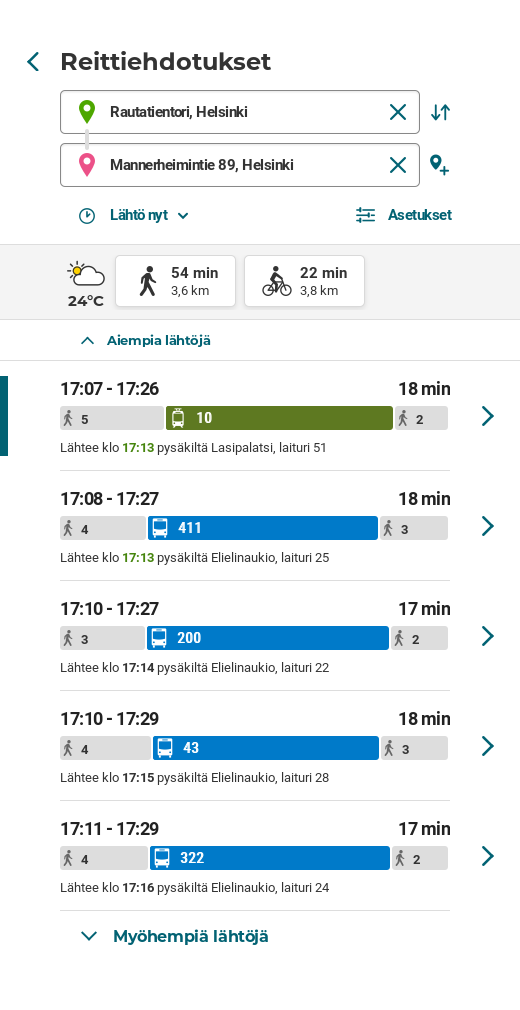 Reittiehdotukset
Rautatientori, Helsinki
Mannerheimintie 89, Helsinki
Lähtö nyt
Asetukset
24°C
54 min
3,6 km
22 min
3,8 km
Aiempia lähtöjä
17:07 - 17:26 18 min
5 10 2
Lähtee klo 17:13 pysäkiltä Lasipalatsi, laituri 51
17:08 - 17:27 18 min
4 411 3
Lähtee klo 17:13 pysäkiltä Elielinaukio, laituri 25
17:10 - 17:27 17 min
3 200 2
Lähtee klo 17:14 pysäkiltä Elielinaukio, laituri 22
17:10 - 17:29 18 min
4 43 3
Lähtee klo 17:15 pysäkiltä Elielinaukio, laituri 28
17:11 - 17:29 17 min
4 322 2
Lähtee klo 17:16 pysäkiltä Elielinaukio, laituri 24
Myöhempiä lähtöjä